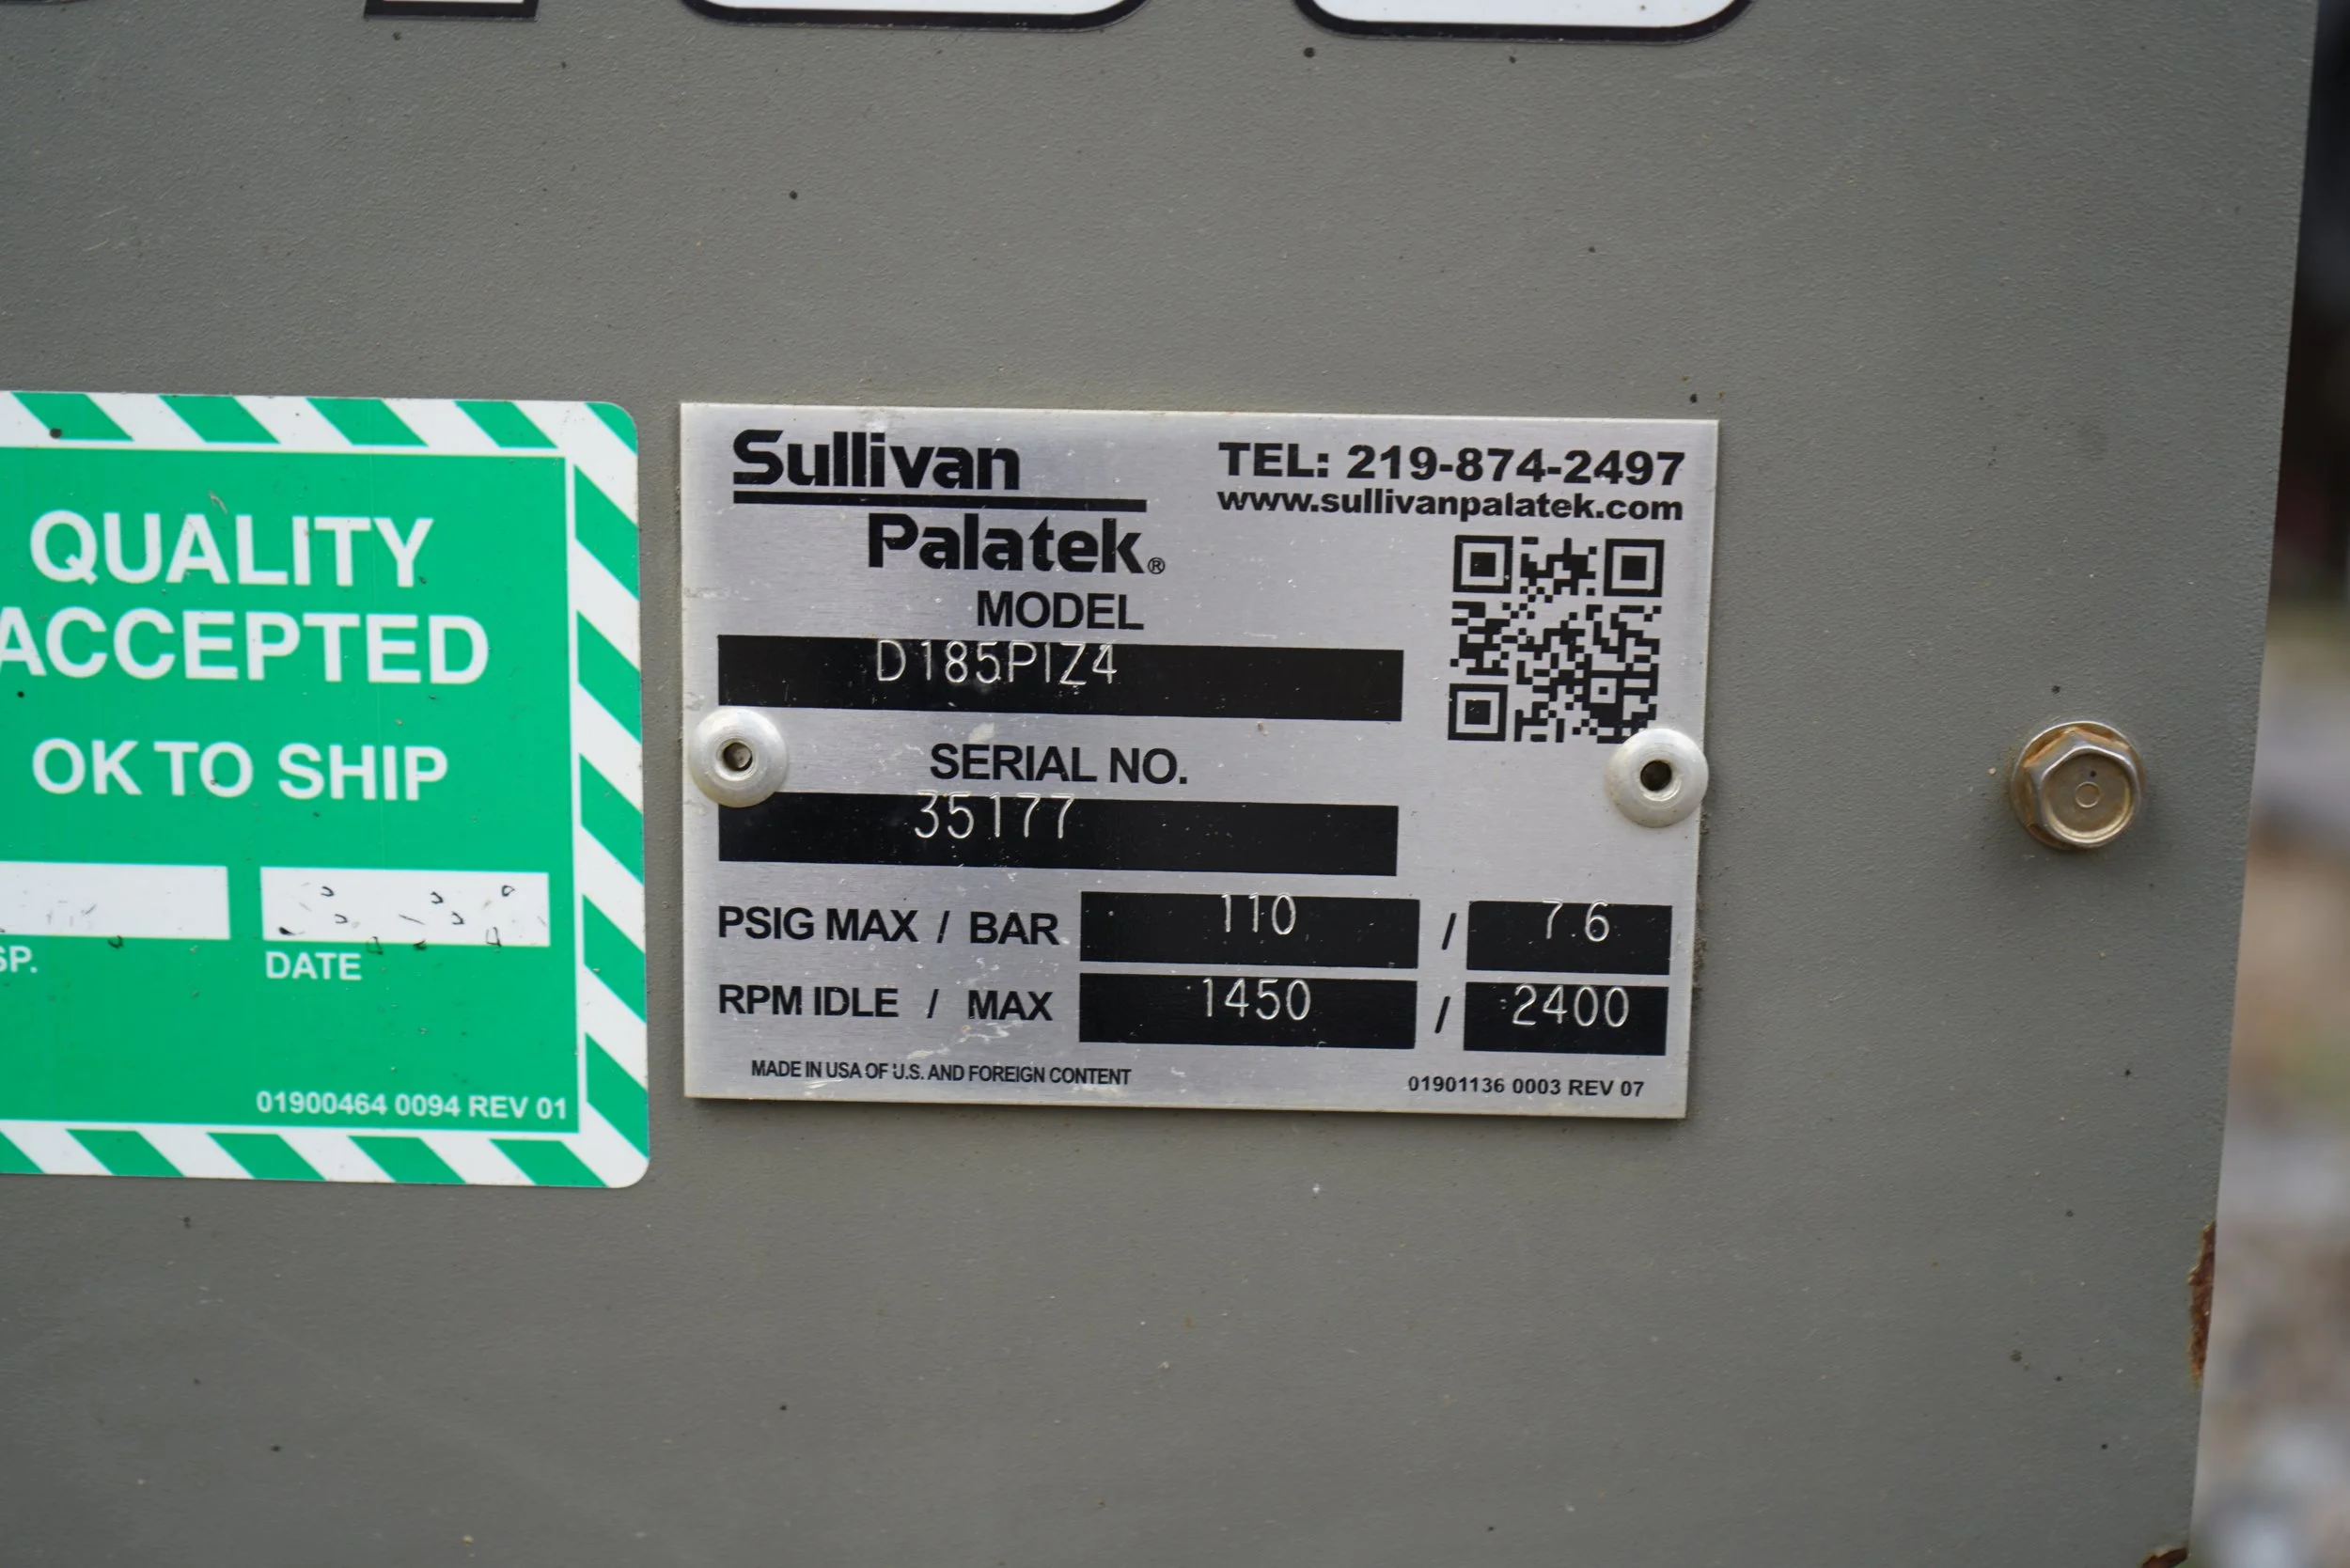 QUALITY
ACCEPTED
OK TO SHIP
DATE
01900464 0094 REV 01
Sullivan
Palatek®
TEL: 219-874-2497
www.sullivanpalatek.com
MODEL
D185PIZ4
SERIAL NO.
35177
PSIG MAX / BAR 110 / 7.6
RPM IDLE / MAX 1450 / 2400
MADE IN USA OF U.S. AND FOREIGN CONTENT
01901136 0003 REV 07